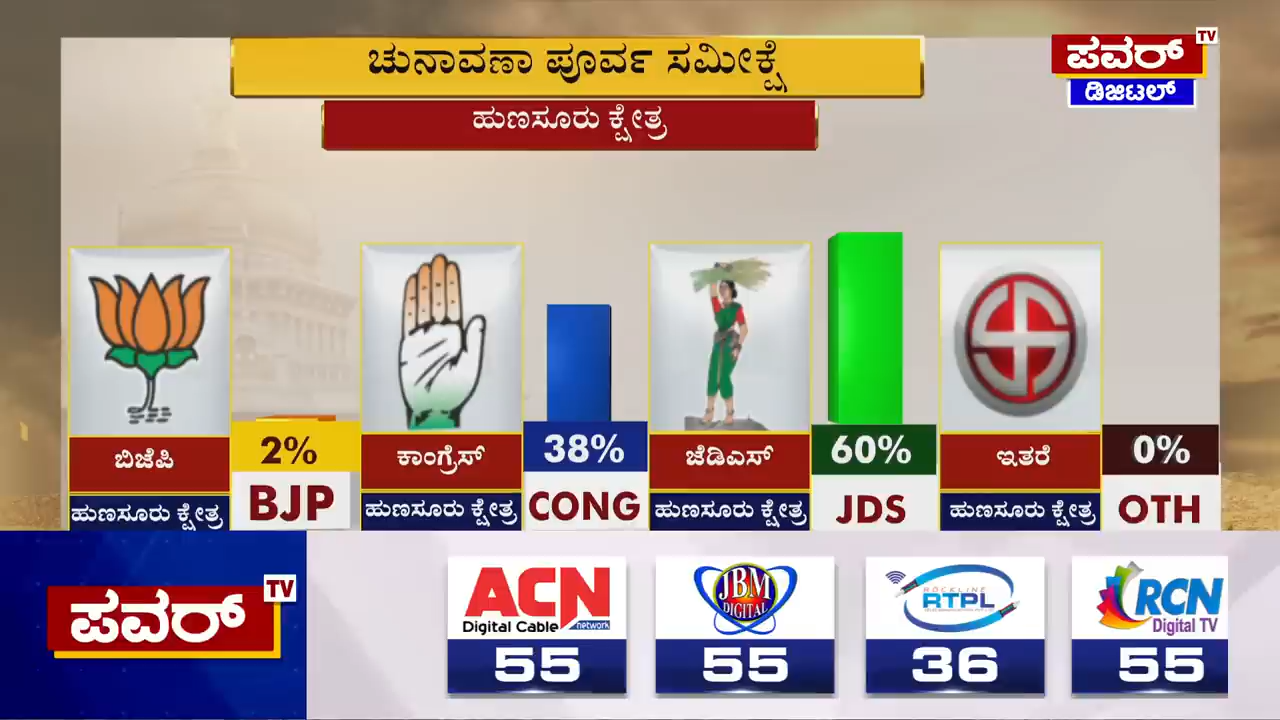 ಚುನಾವಣಾ ಪೂರ್ವ ಸಮೀಕ್ಷೆ
ಹುಣಸೂರು ಕ್ಷೇತ್ರ
ಪವರ್ TV
ಡಿಜಿಟಲ್
ಬಿಜೆಪಿ
ಹುಣಸೂರು ಕ್ಷೇತ್ರ
2%
BJP
ಕಾಂಗ್ರೆಸ್
ಹುಣಸೂರು ಕ್ಷೇತ್ರ
38%
CONG
ಜೆಡಿಎಸ್
ಹುಣಸೂರು ಕ್ಷೇತ್ರ
60%
JDS
ಇತರೆ
ಹುಣಸೂರು ಕ್ಷೇತ್ರ
0%
OTH
ಪವರ್ TV
ACN
Digital Cable network
55
JBM
DIGITAL
55
ROCKLINE
RTPL
36
RCN
Digital TV
55